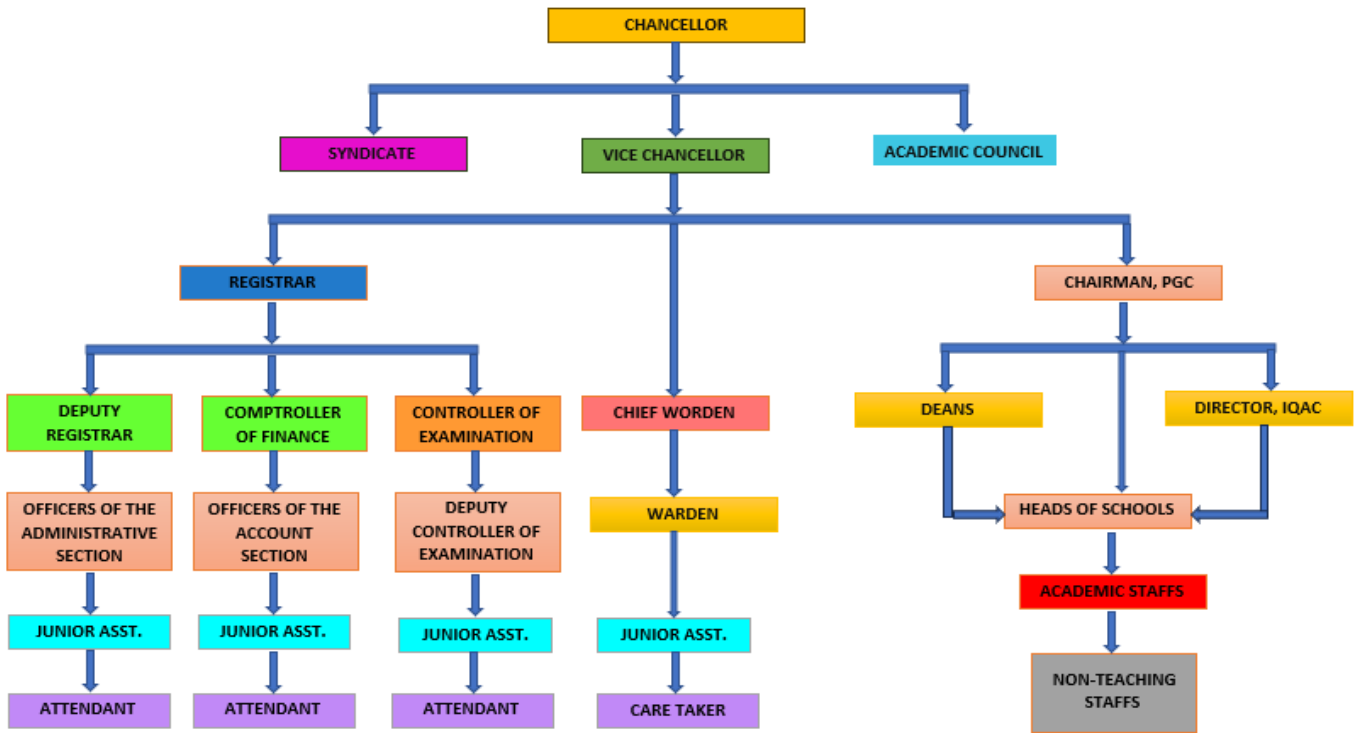 CHANCELLOR
SYNDICATE
VICE CHANCELLOR
ACADEMIC COUNCIL
REGISTRAR
CHAIRMAN, PGC
DEPUTY
REGISTRAR
COMPTROLLER
OF FINANCE
CONTROLLER OF
EXAMINATION
CHIEF WORDEN
DEANS
DIRECTOR, IQAC
OFFICERS OF THE
ADMINISTRATIVE
SECTION
OFFICERS OF THE
ACCOUNT
SECTION
DEPUTY
CONTROLLER OF
EXAMINATION
WARDEN
HEADS OF SCHOOLS
ACADEMIC STAFFS
JUNIOR ASST.
JUNIOR ASST.
JUNIOR ASST.
JUNIOR ASST.
NON-TEACHING
STAFFS
ATTENDANT
ATTENDANT
ATTENDANT
CARE TAKER